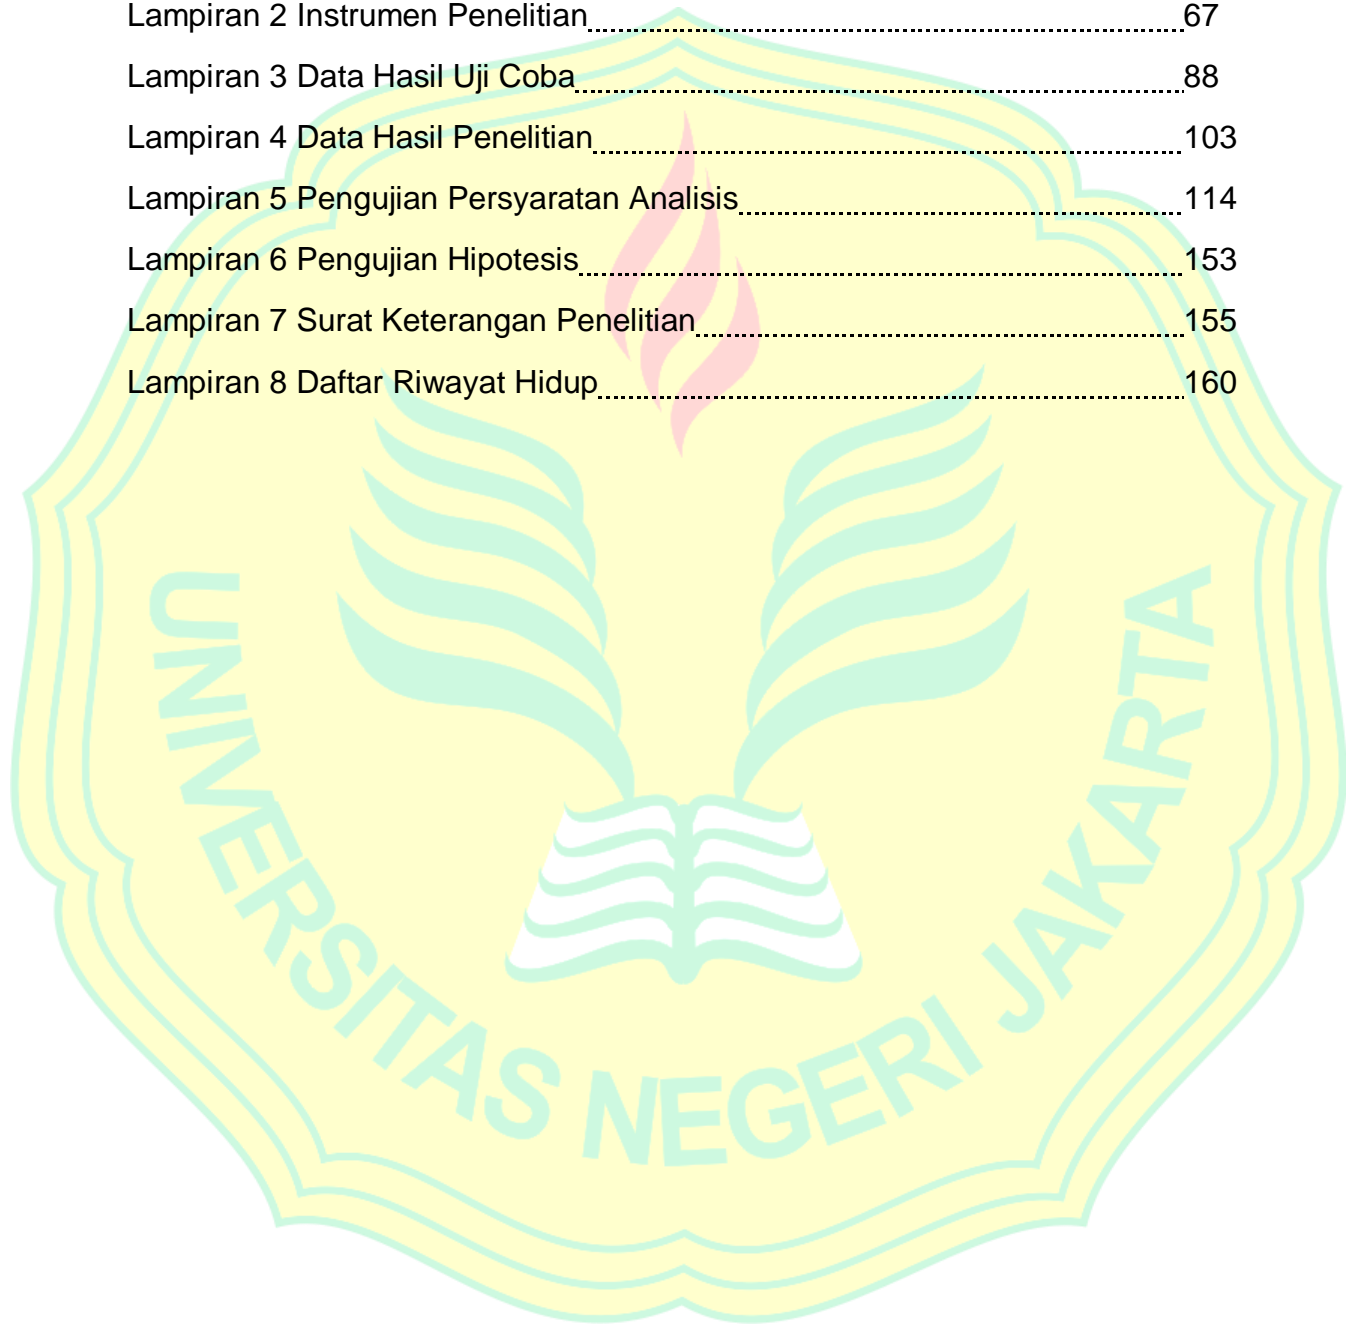 Lampiran 2 Instrumen Penelitian........................................................67
Lampiran 3 Data Hasil Uji Coba........................................................88
Lampiran 4 Data Hasil Penelitian........................................................103
Lampiran 5 Pengujian Persyaratan Analisis........................................................114
Lampiran 6 Pengujian Hipotesis........................................................153
Lampiran 7 Surat Keterangan Penelitian........................................................155
Lampiran 8 Daftar Riwayat Hidup........................................................160
UNIVERSITAS NEGERI JAKARTA